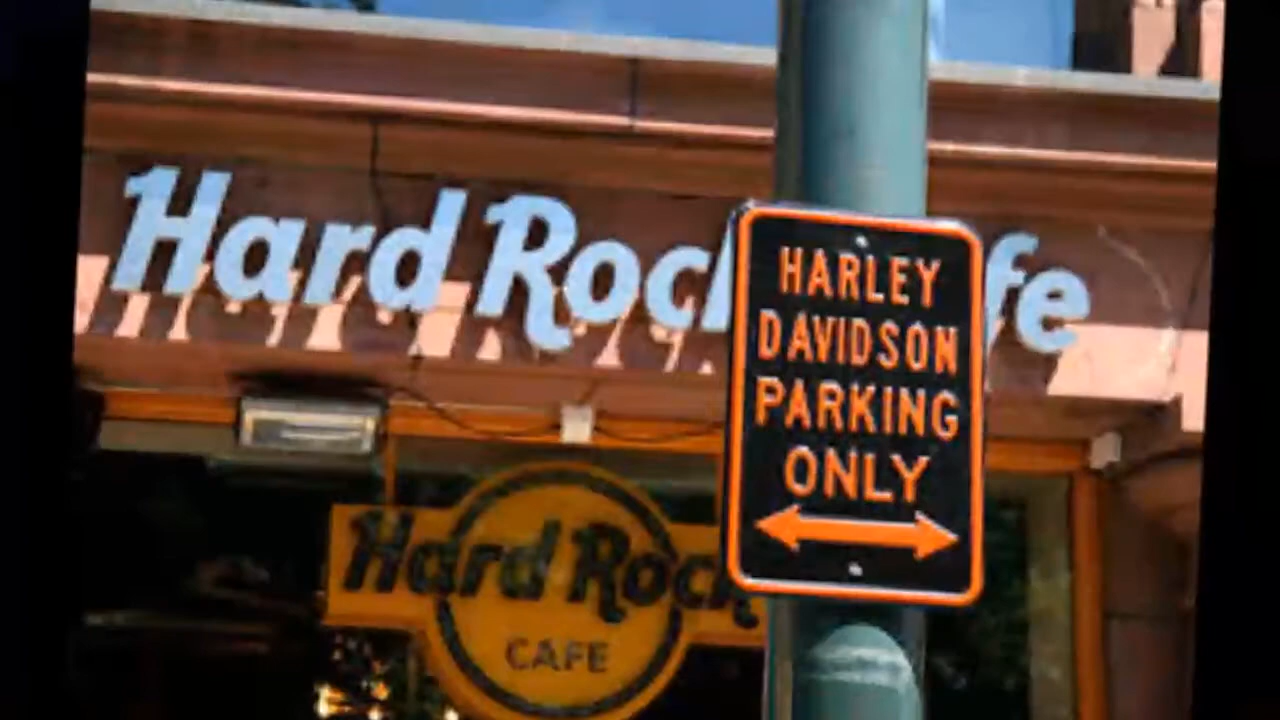 Hard Rock fe
HARLEY
DAVIDSON
PARKING
ONLY
Hard Rock
CAFE